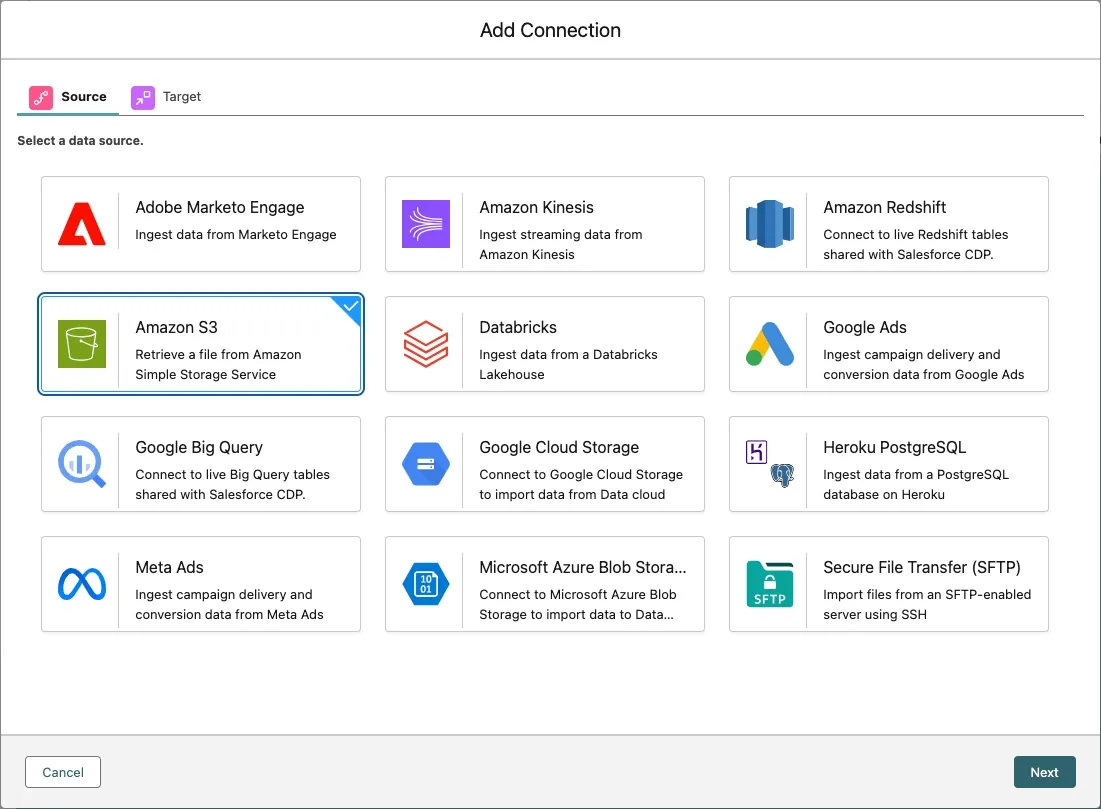 Add Connection
Source
Target
Select a data source.
Adobe Marketo Engage
Ingest data from Marketo Engage
Amazon Kinesis
Ingest streaming data from
Amazon Kinesis
Amazon Redshift
Connect to live Redshift tables
shared with Salesforce CDP.
Amazon S3
Retrieve a file from Amazon
Simple Storage Service
Databricks
Ingest data from a Databricks
Lakehouse
Google Ads
Ingest campaign delivery and
conversion data from Google Ads
Google Big Query
Connect to live Big Query tables
shared with Salesforce CDP.
Google Cloud Storage
Connect to Google Cloud Storage
to import data from Data cloud
Heroku PostgreSQL
Ingest data from a PostgreSQL
database on Heroku
Meta Ads
Ingest campaign delivery and
conversion data from Meta Ads
10
01
Microsoft Azure Blob Stora...
Connect to Microsoft Azure Blob
Storage to import data to Data...
SFTP
Secure File Transfer (SFTP)
Import files from an SFTP-enabled
server using SSH
Cancel
Next